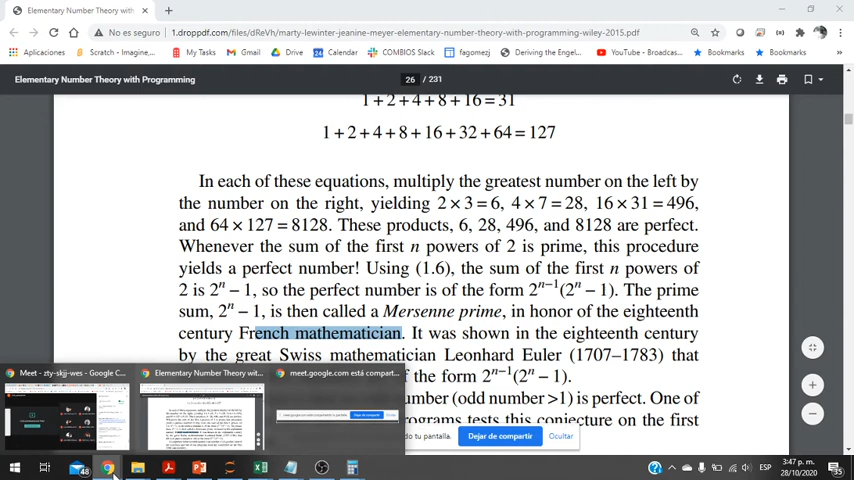 Elementary Number Theory with P
No es seguro | 1.droppdf.com/files/dReVh/marty-lewinter-jeanine-meyer-elementary-number-theory-with-programming-wiley-2015.pdf
Aplicaciones Scratch - Imagine,... My Tasks Gmail Drive Calendar COMBIOS Slack fagomezj Deriving the Englert... YouTube - Broadcas... Bookmarks Bookmarks
Elementary Number Theory with Programming 26 / 231
1+2+4+8+16=31
1+2+4+8+16+32+64=127
In each of these equations, multiply the greatest number on the left by
the number on the right, yielding 2×3=6, 4×7=28, 16×31=496,
and 64×127=8128. These products, 6, 28, 496, and 8128 are perfect.
Whenever the sum of the first n powers of 2 is prime, this procedure
yields a perfect number! Using (1.6), the sum of the first n powers of
2 is 2ⁿ − 1, so the perfect number is of the form 2ⁿ⁻¹(2ⁿ − 1). The prime
sum, 2ⁿ − 1, is then called a Mersenne prime, in honor of the eighteenth
century French mathematician. It was shown in the eighteenth century
by the great Swiss mathematician Leonhard Euler (1707–1783) that
f the form 2ⁿ⁻¹(2ⁿ − 1).
umber (odd number >1) is perfect. One of
rograms tests this conjecture on the first
Meet - zty-skjj-wes - Google C... Elementary Number Theory wit... meet.google.com está compart...
u pantalla. Dejar de compartir Ocultar
48 ESP 3:47 p. m.
28/10/2020 35